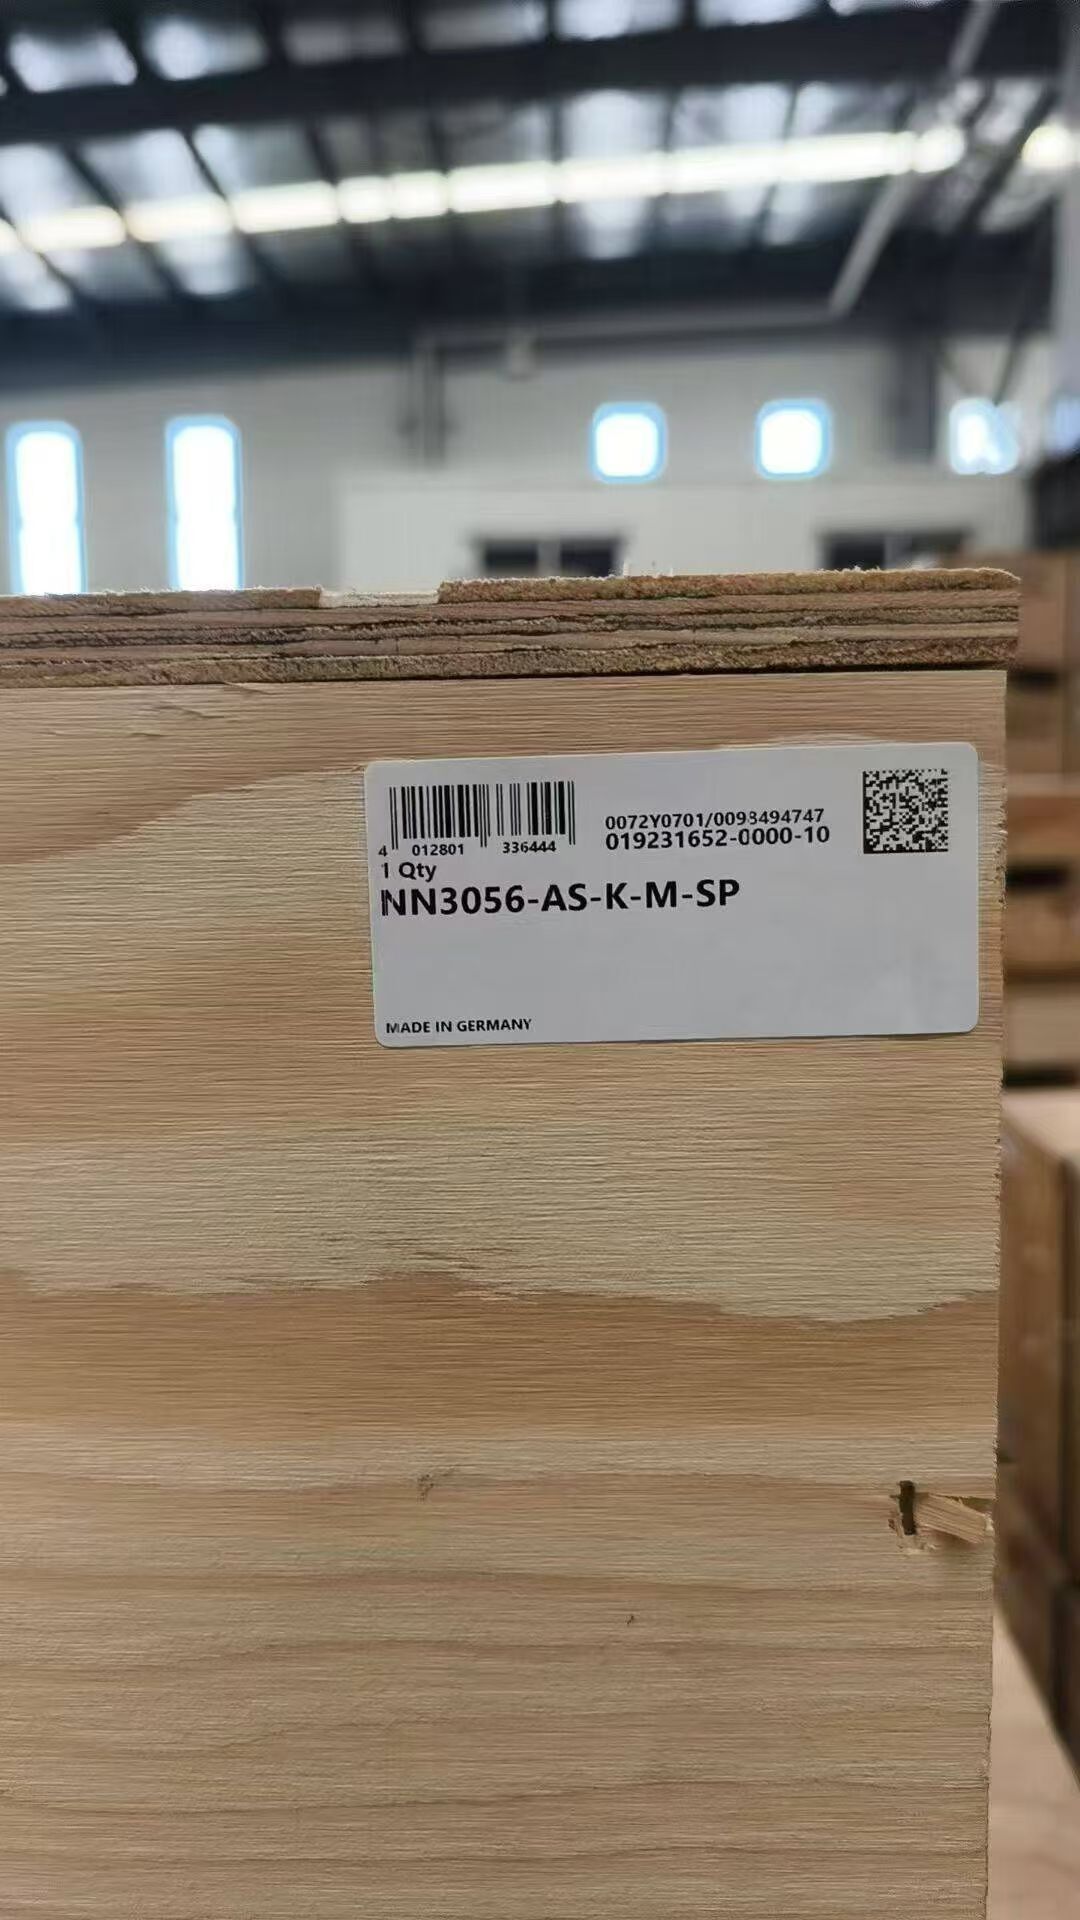 4 012801 336444
0072Y0701/0098494747
019231652-0000-10
1 Qty
NN3056-AS-K-M-SP
MADE IN GERMANY